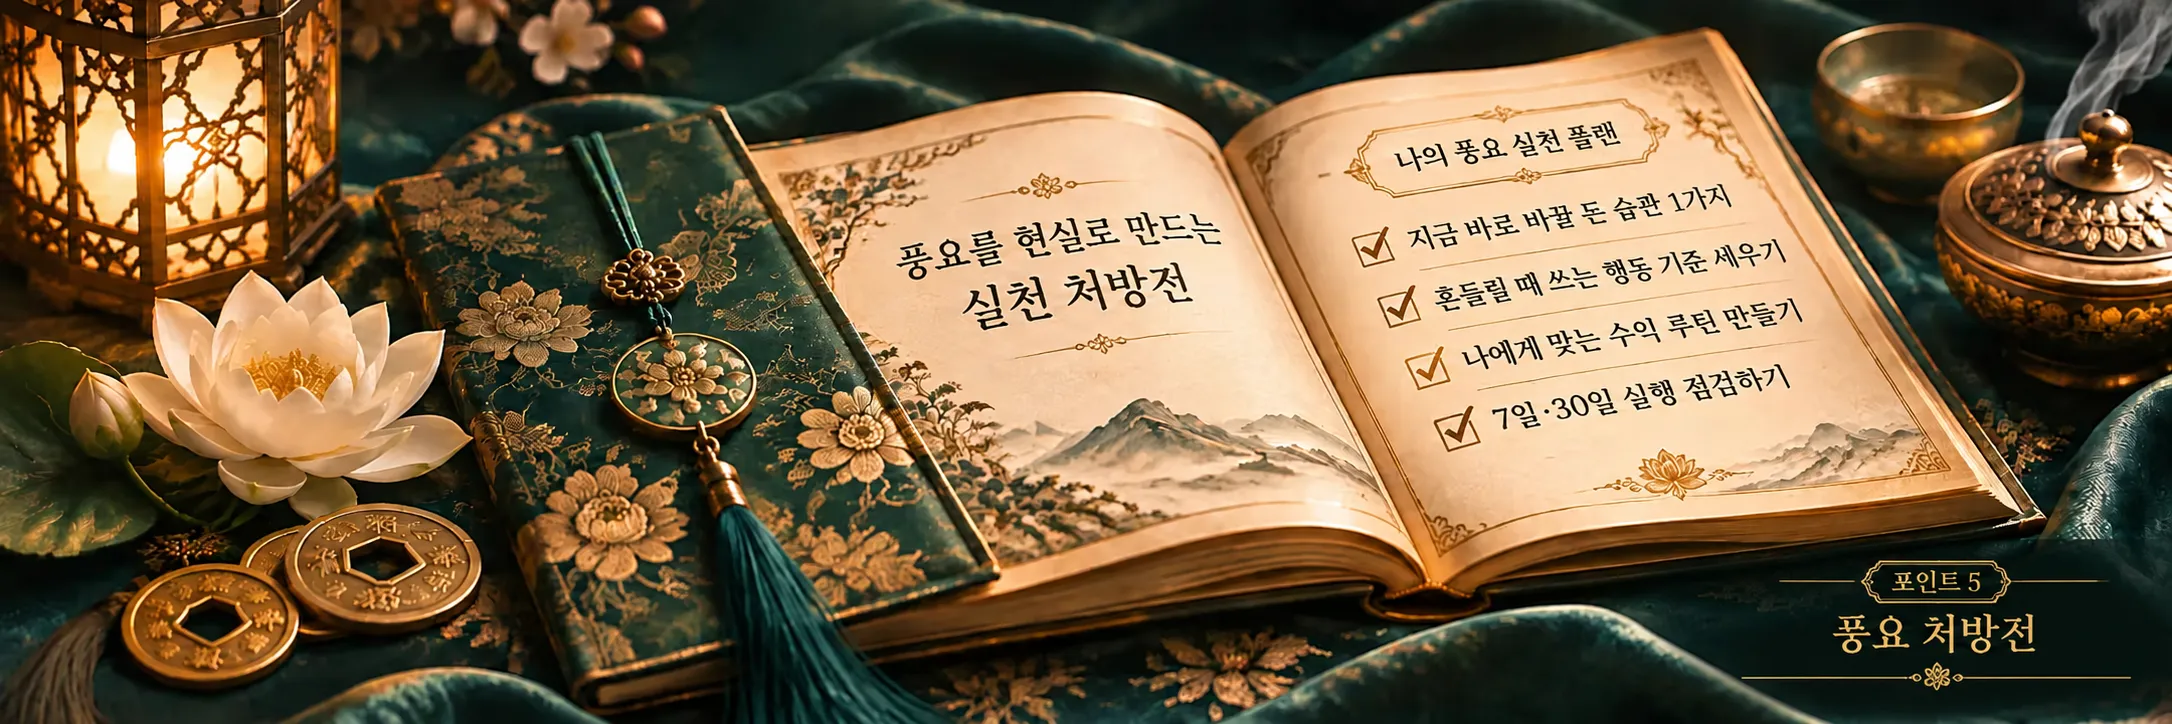 풍요를 현실로 만드는
실천 처방전
나의 풍요 실천 플랜
지금 바로 바꿀 돈 습관 1가지
혼들릴 때 쓰는 행동 기준 세우기
나에게 맞는 수익 루틴 만들기
7일·30일 실행 점검하기
포인트 5
풍요 처방전